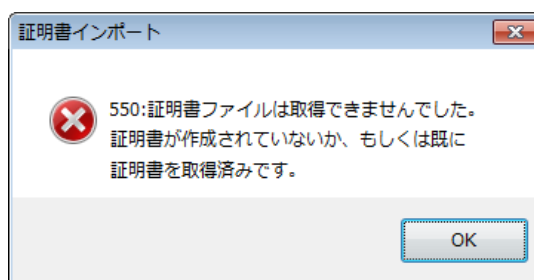 証明書インポート
550:証明書ファイルは取得できませんでした。
証明書が作成されていないか、もしくは既に
証明書を取得済みです。
OK